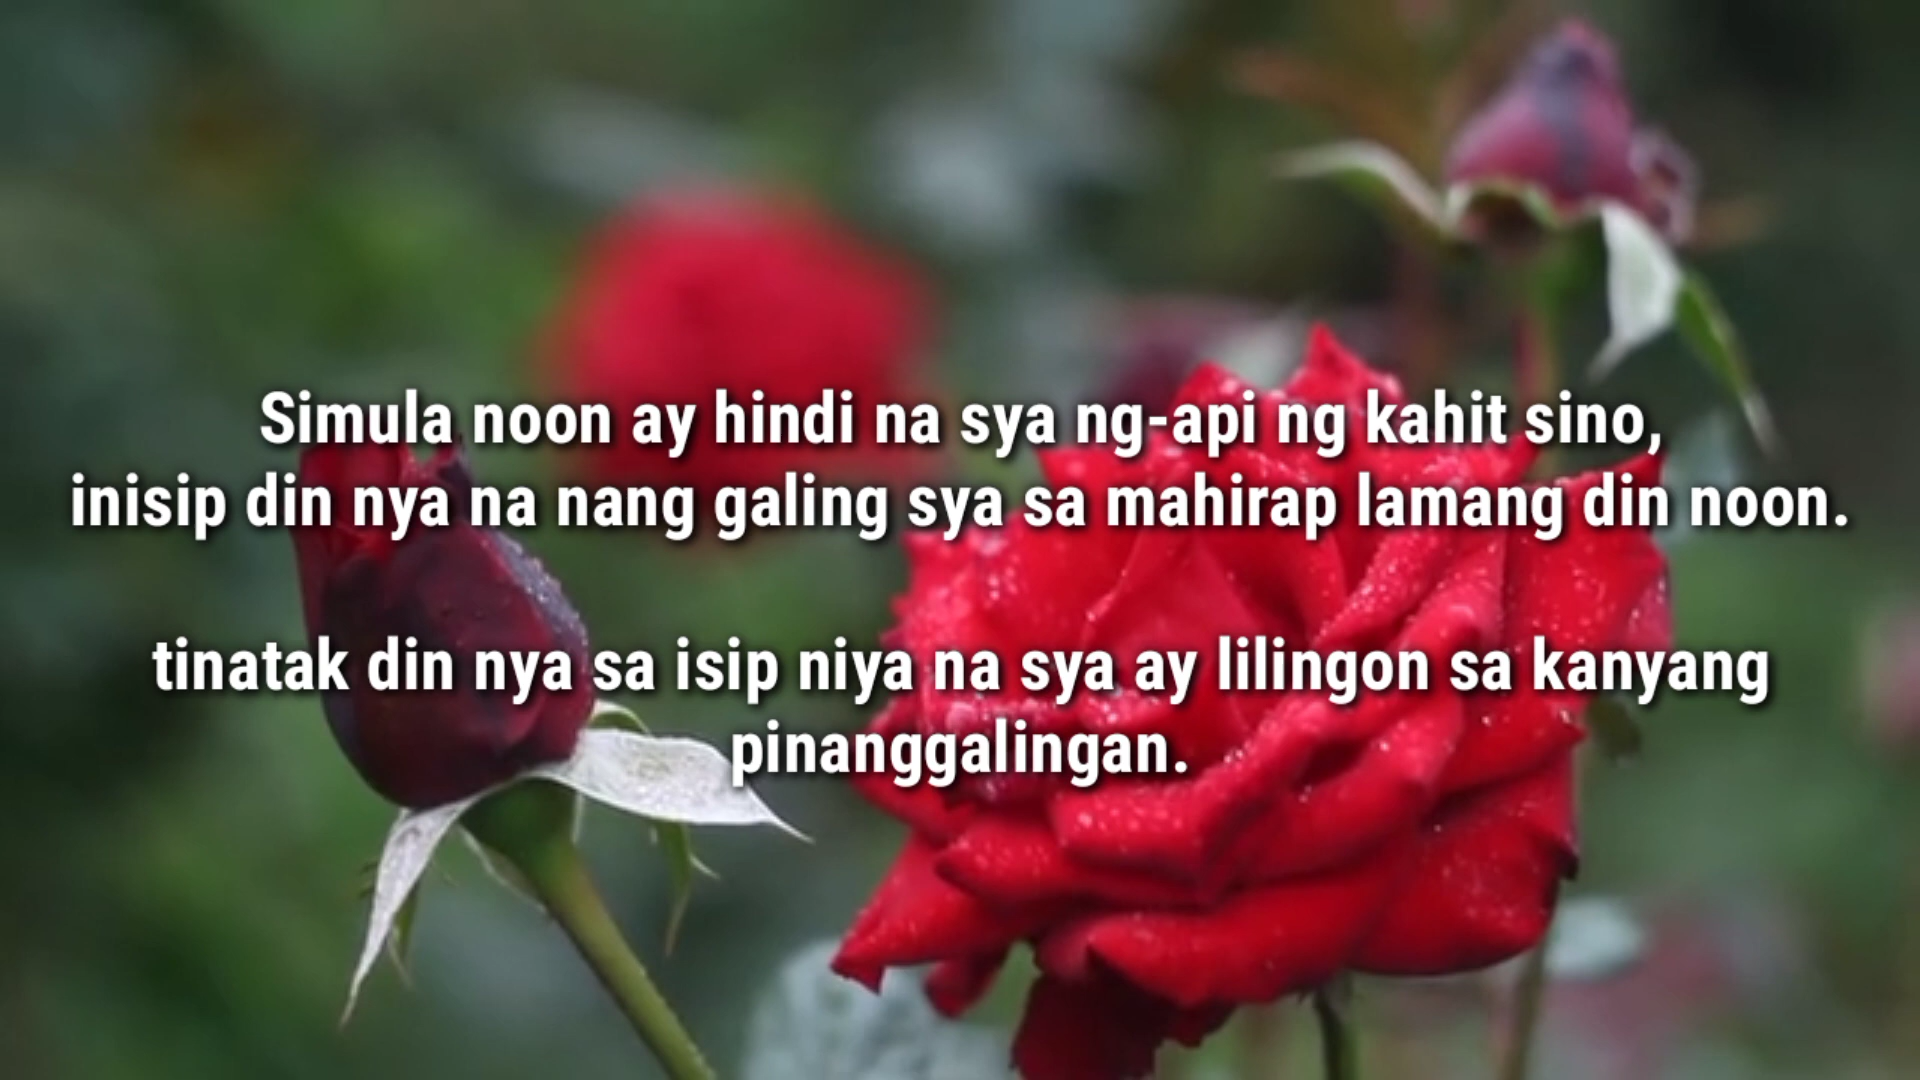 Simula noon ay hindi na sya ng-api ng kahit sino,
inisip din nya na nang galing sya sa mahirap lamang din noon.
tinatak din nya sa isip niya na sya ay lilingon sa kanyang
pinanggalingan.